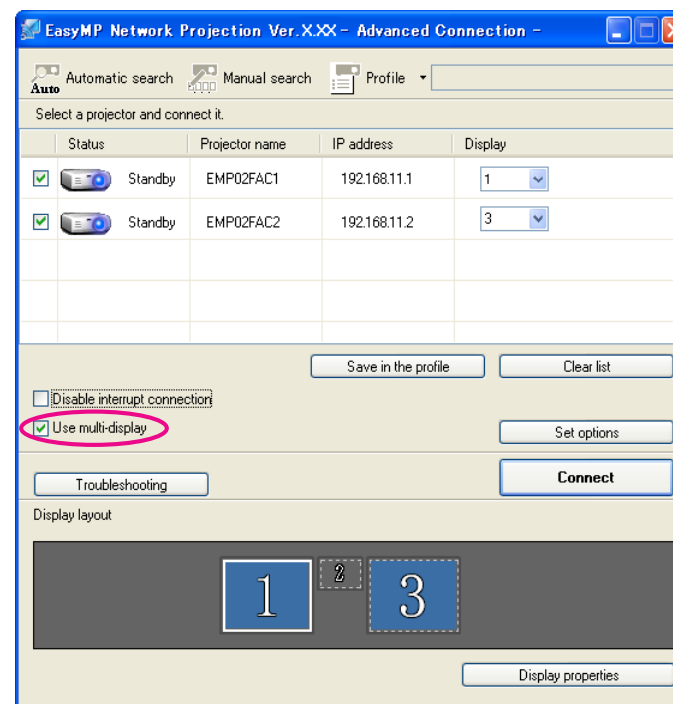 EasyMP Network Projection Ver.X.XX - Advanced Connection -
Auto Automatic search Manual search Profile
Select a projector and connect it.
Status Projector name IP address Display
Standby EMP02FAC1 192.168.11.1 1
Standby EMP02FAC2 192.168.11.2 3
Save in the profile Clear list
Disable interrupt connection
Use multi-display
Set options
Troubleshooting Connect
Display layout
1 2 3
Display properties